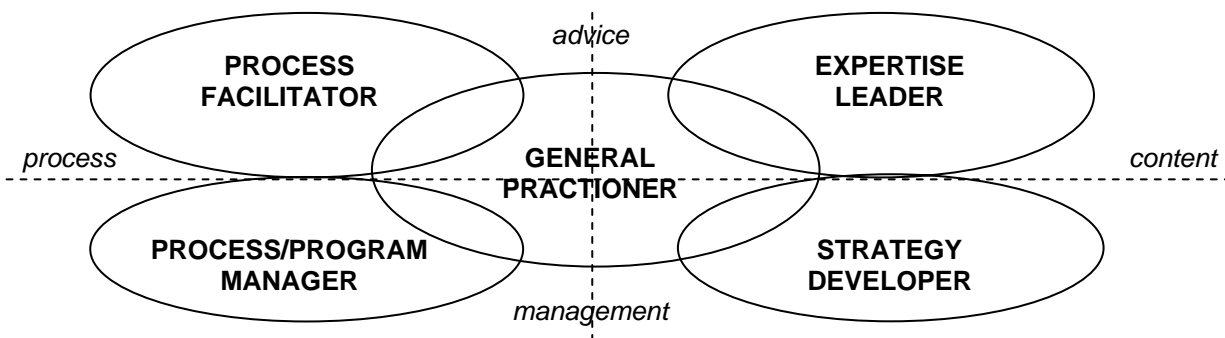 advice
PROCESS
FACILITATOR
EXPERTISE
LEADER
process
GENERAL
PRACTIONER
content
PROCESS/PROGRAM
MANAGER
STRATEGY
DEVELOPER
management